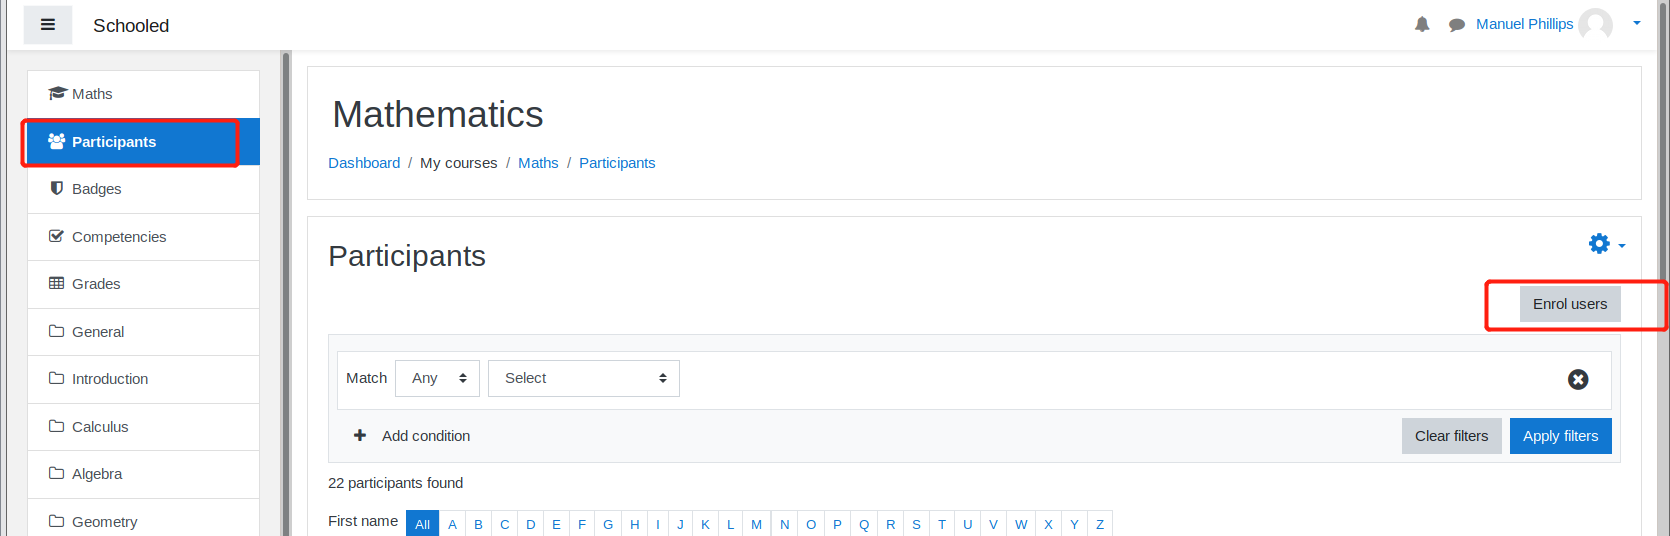 Schooled
Manuel Phillips
Maths
Participants
Badges
Competencies
Grades
General
Introduction
Calculus
Algebra
Geometry
Mathematics
Dashboard / My courses / Maths / Participants
Participants
Enrol users
Match Any Select
Add condition
Clear filters Apply filters
22 participants found
First name All A B C D E F G H I J K L M N O P Q R S T U V W X Y Z